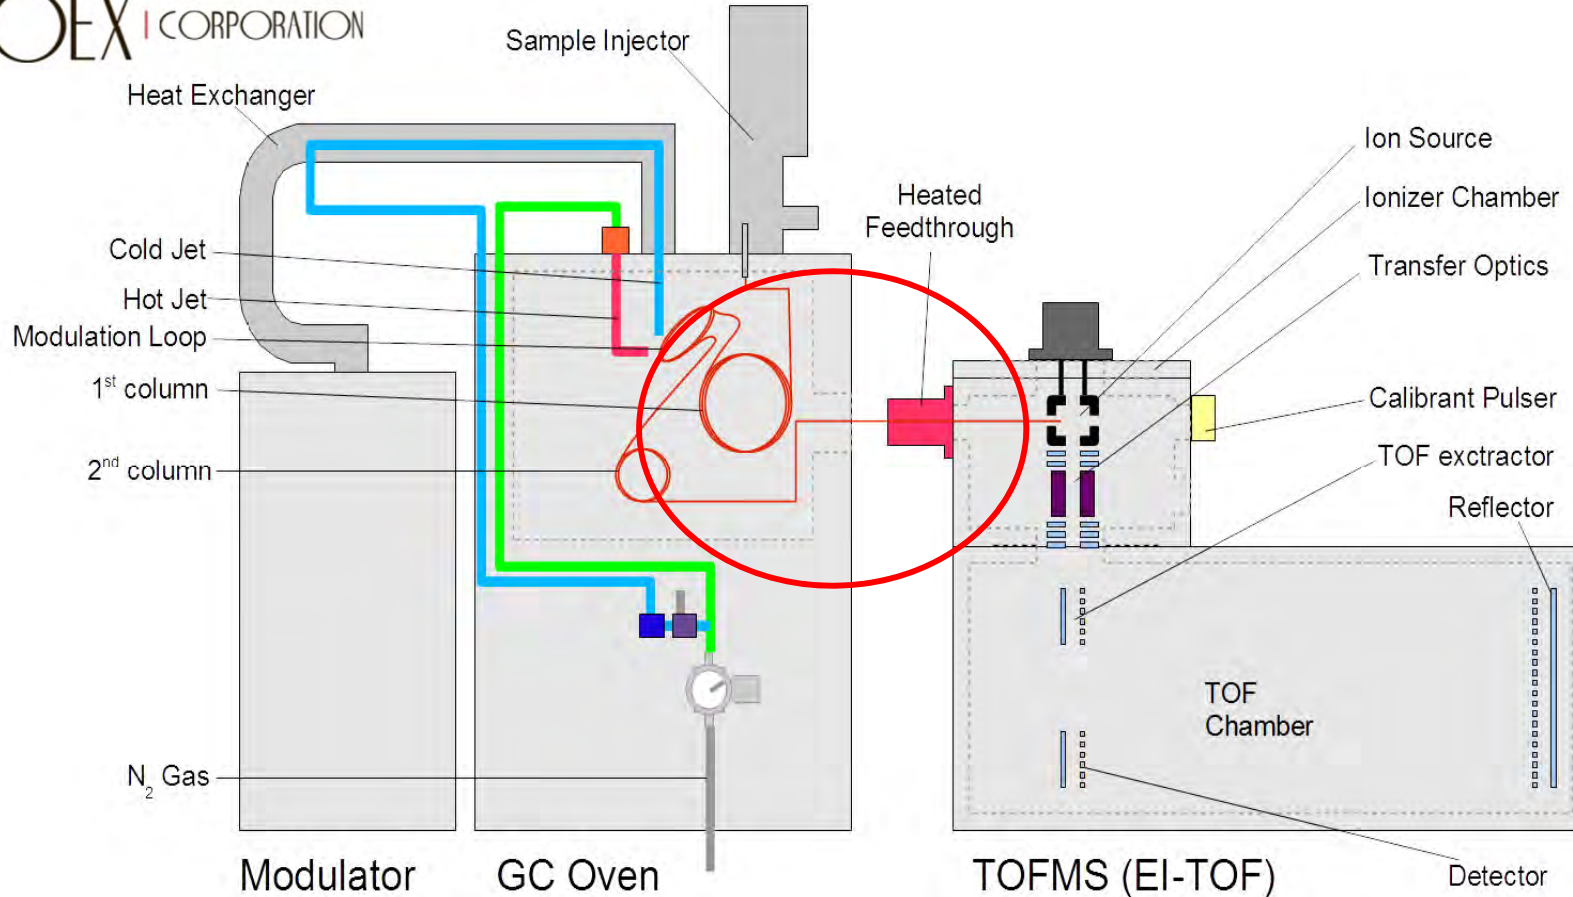 OEX | CORPORATION
Sample Injector
Heat Exchanger
Ion Source
Ionizer Chamber
Heated
Feedthrough
Cold Jet
Transfer Optics
Hot Jet
Modulation Loop
1st column
Calibrant Pulser
2nd column
TOF exctractor
Reflector
TOF
Chamber
N2 Gas
Modulator
GC Oven
TOFMS (EI-TOF)
Detector